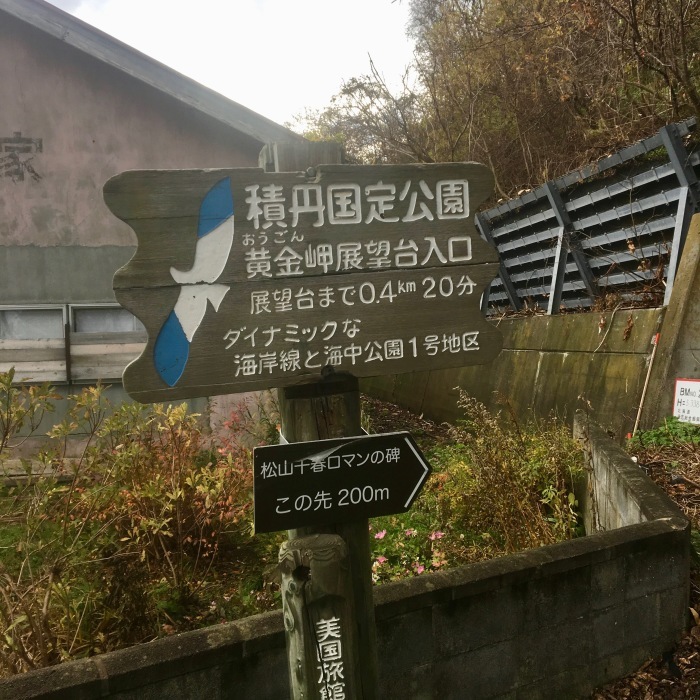 積丹国定公園
おうごん
黄金岬展望台入口
展望台まで0.4km 20分
ダイナミックな
海岸線と海中公園1号地区
松山千春ロマンの碑
この先 200m
美国旅館
BM
H=